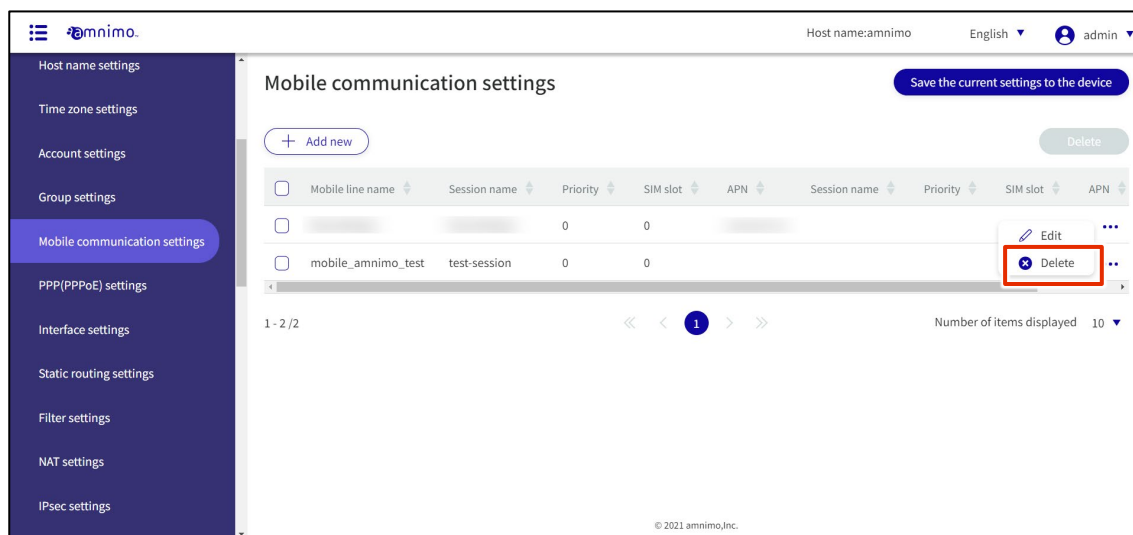 amnimo
Host name:amnimo
English
admin
Host name settings
Time zone settings
Account settings
Group settings
Mobile communication settings
PPP(PPPoE) settings
Interface settings
Static routing settings
Filter settings
NAT settings
IPsec settings
Mobile communication settings
Save the current settings to the device
+ Add new
Delete
Mobile line name Session name Priority SIM slot APN Session name Priority SIM slot APN
0 0
Edit
mobile_amnimo_test test-session 0 0
Delete
1 - 2 /2
1
Number of items displayed 10
© 2021 amnimo,Inc.